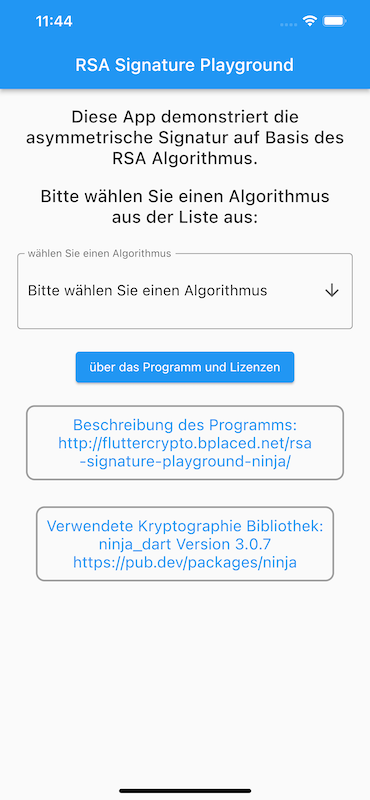 11:44
RSA Signature Playground
Diese App demonstriert die
asymmetrische Signatur auf Basis des
RSA Algorithmus.
Bitte wählen Sie einen Algorithmus
aus der Liste aus:
wählen Sie einen Algorithmus
Bitte wählen Sie einen Algorithmus
über das Programm und Lizenzen
Beschreibung des Programms:
http://fluttercrypto.bplaced.net/rsa
-signature-playground-ninja/
Verwendete Kryptographie Bibliothek:
ninja_dart Version 3.0.7
https://pub.dev/packages/ninja